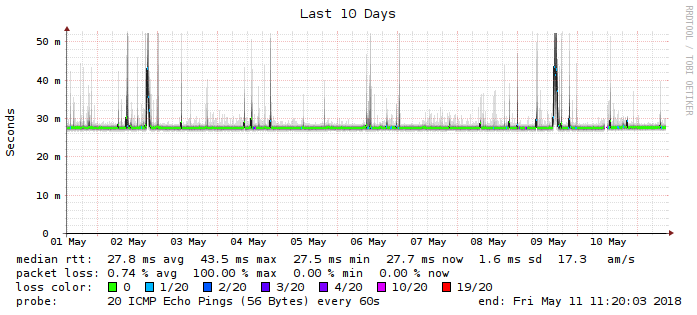 Last 10 Days
RRDTOOL / TOBI OETIKER
Seconds
50 m
40 m
30 m
20 m
10 m
0
01 May 02 May 03 May 04 May 05 May 06 May 07 May 08 May 09 May 10 May
median rtt: 27.8 ms avg 43.5 ms max 27.5 ms min 27.7 ms now 1.6 ms sd 17.3 am/s
packet loss: 0.74 % avg 100.00 % max 0.00 % min 0.00 % now
loss color: 0 1/20 2/20 3/20 4/20 10/20 19/20
probe: 20 ICMP Echo Pings (56 Bytes) every 60s end: Fri May 11 11:20:03 2018